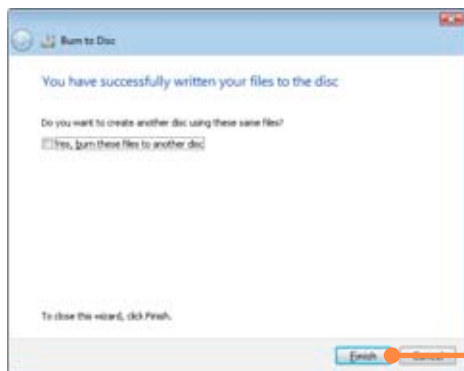 Burn to Disc
You have successfully written your files to the disc
Do you want to create another disc using these same files?
Yes, burn these files to another disc
To close this wizard, click Finish.
Finish
Cancel